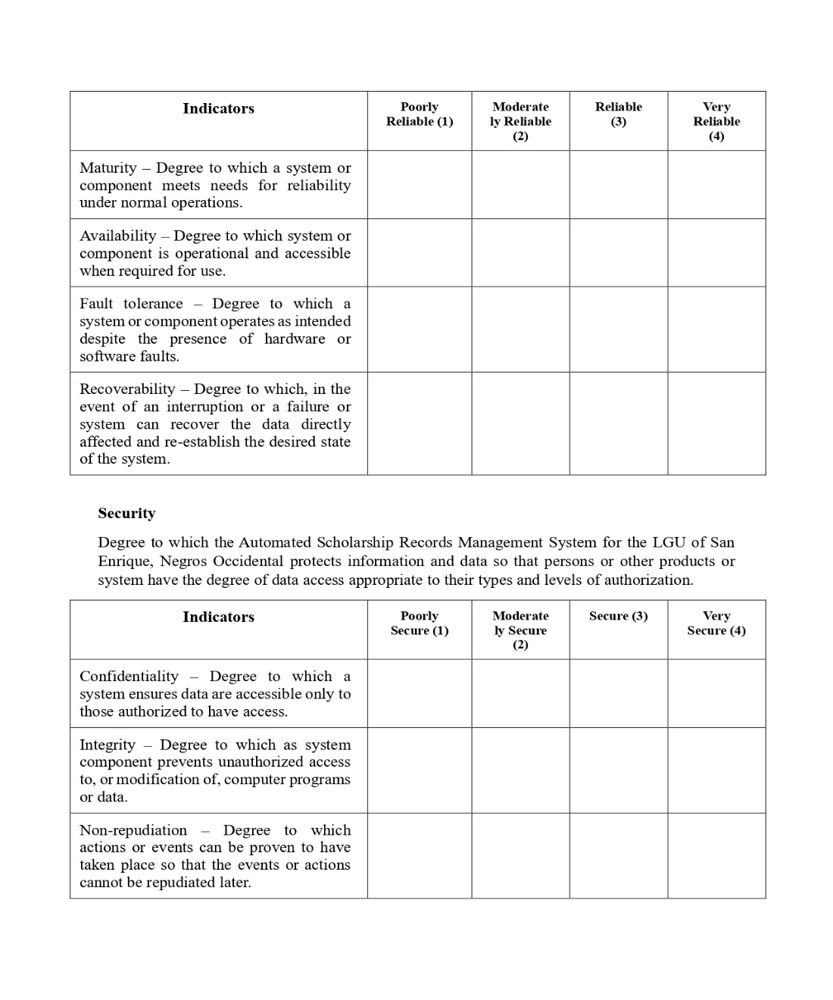 Indicators
Poorly
Reliable (1)
Moderate
ly Reliable
(2)
Reliable
(3)
Very
Reliable
(4)
Maturity – Degree to which a system or
component meets needs for reliability
under normal operations.
Availability – Degree to which system or
component is operational and accessible
when required for use.
Fault tolerance – Degree to which a
system or component operates as intended
despite the presence of hardware or
software faults.
Recoverability – Degree to which, in the
event of an interruption or a failure or
system can recover the data directly
affected and re-establish the desired state
of the system.
Security
Degree to which the Automated Scholarship Records Management System for the LGU of San
Enrique, Negros Occidental protects information and data so that persons or other products or
system have the degree of data access appropriate to their types and levels of authorization.
Indicators
Poorly
Secure (1)
Moderate
ly Secure
(2)
Secure (3)
Very
Secure (4)
Confidentiality – Degree to which a
system ensures data are accessible only to
those authorized to have access.
Integrity – Degree to which as system
component prevents unauthorized access
to, or modification of, computer programs
or data.
Non-repudiation – Degree to which
actions or events can be proven to have
taken place so that the events or actions
cannot be repudiated later.